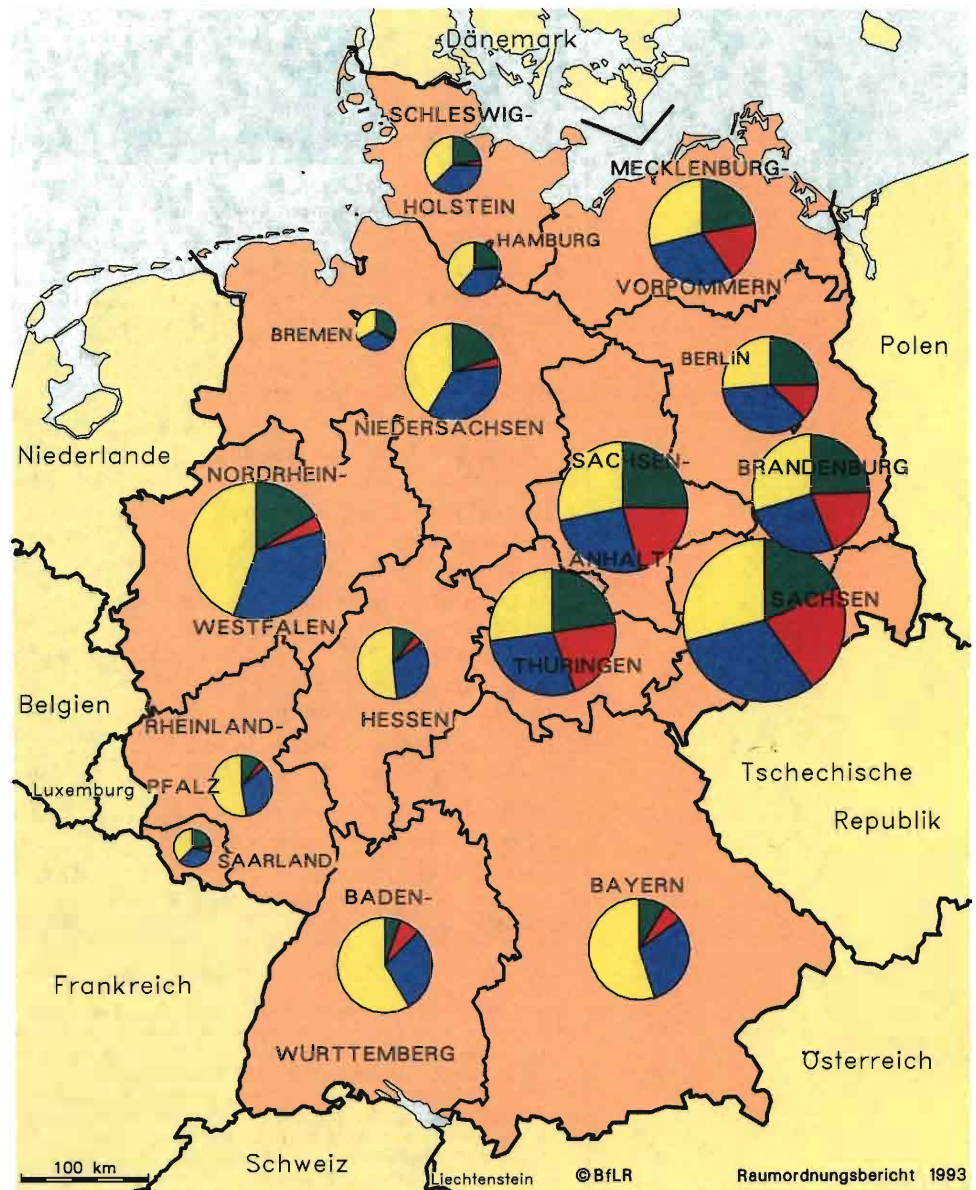 Dänemark
SCHLESWIG-
HOLSTEIN
MECKLENBURG-
VORPOMMERN
HAMBURG
BREMEN
NIEDERSACHSEN
BERLIN
Polen
Niederlande
NORDRHEIN-
WESTFALEN
SACHSEN-
ANHALT
BRANDENBURG
SACHSEN
THÜRINGEN
HESSEN
Belgien
RHEINLAND-
PFALZ
Luxemburg
SAARLAND
Tschechische
Republik
BADEN-
WÜRTTEMBERG
BAYERN
Frankreich
Österreich
100 km
Schweiz
Liechtenstein
© BfLR
Raumordnungsbericht 1993